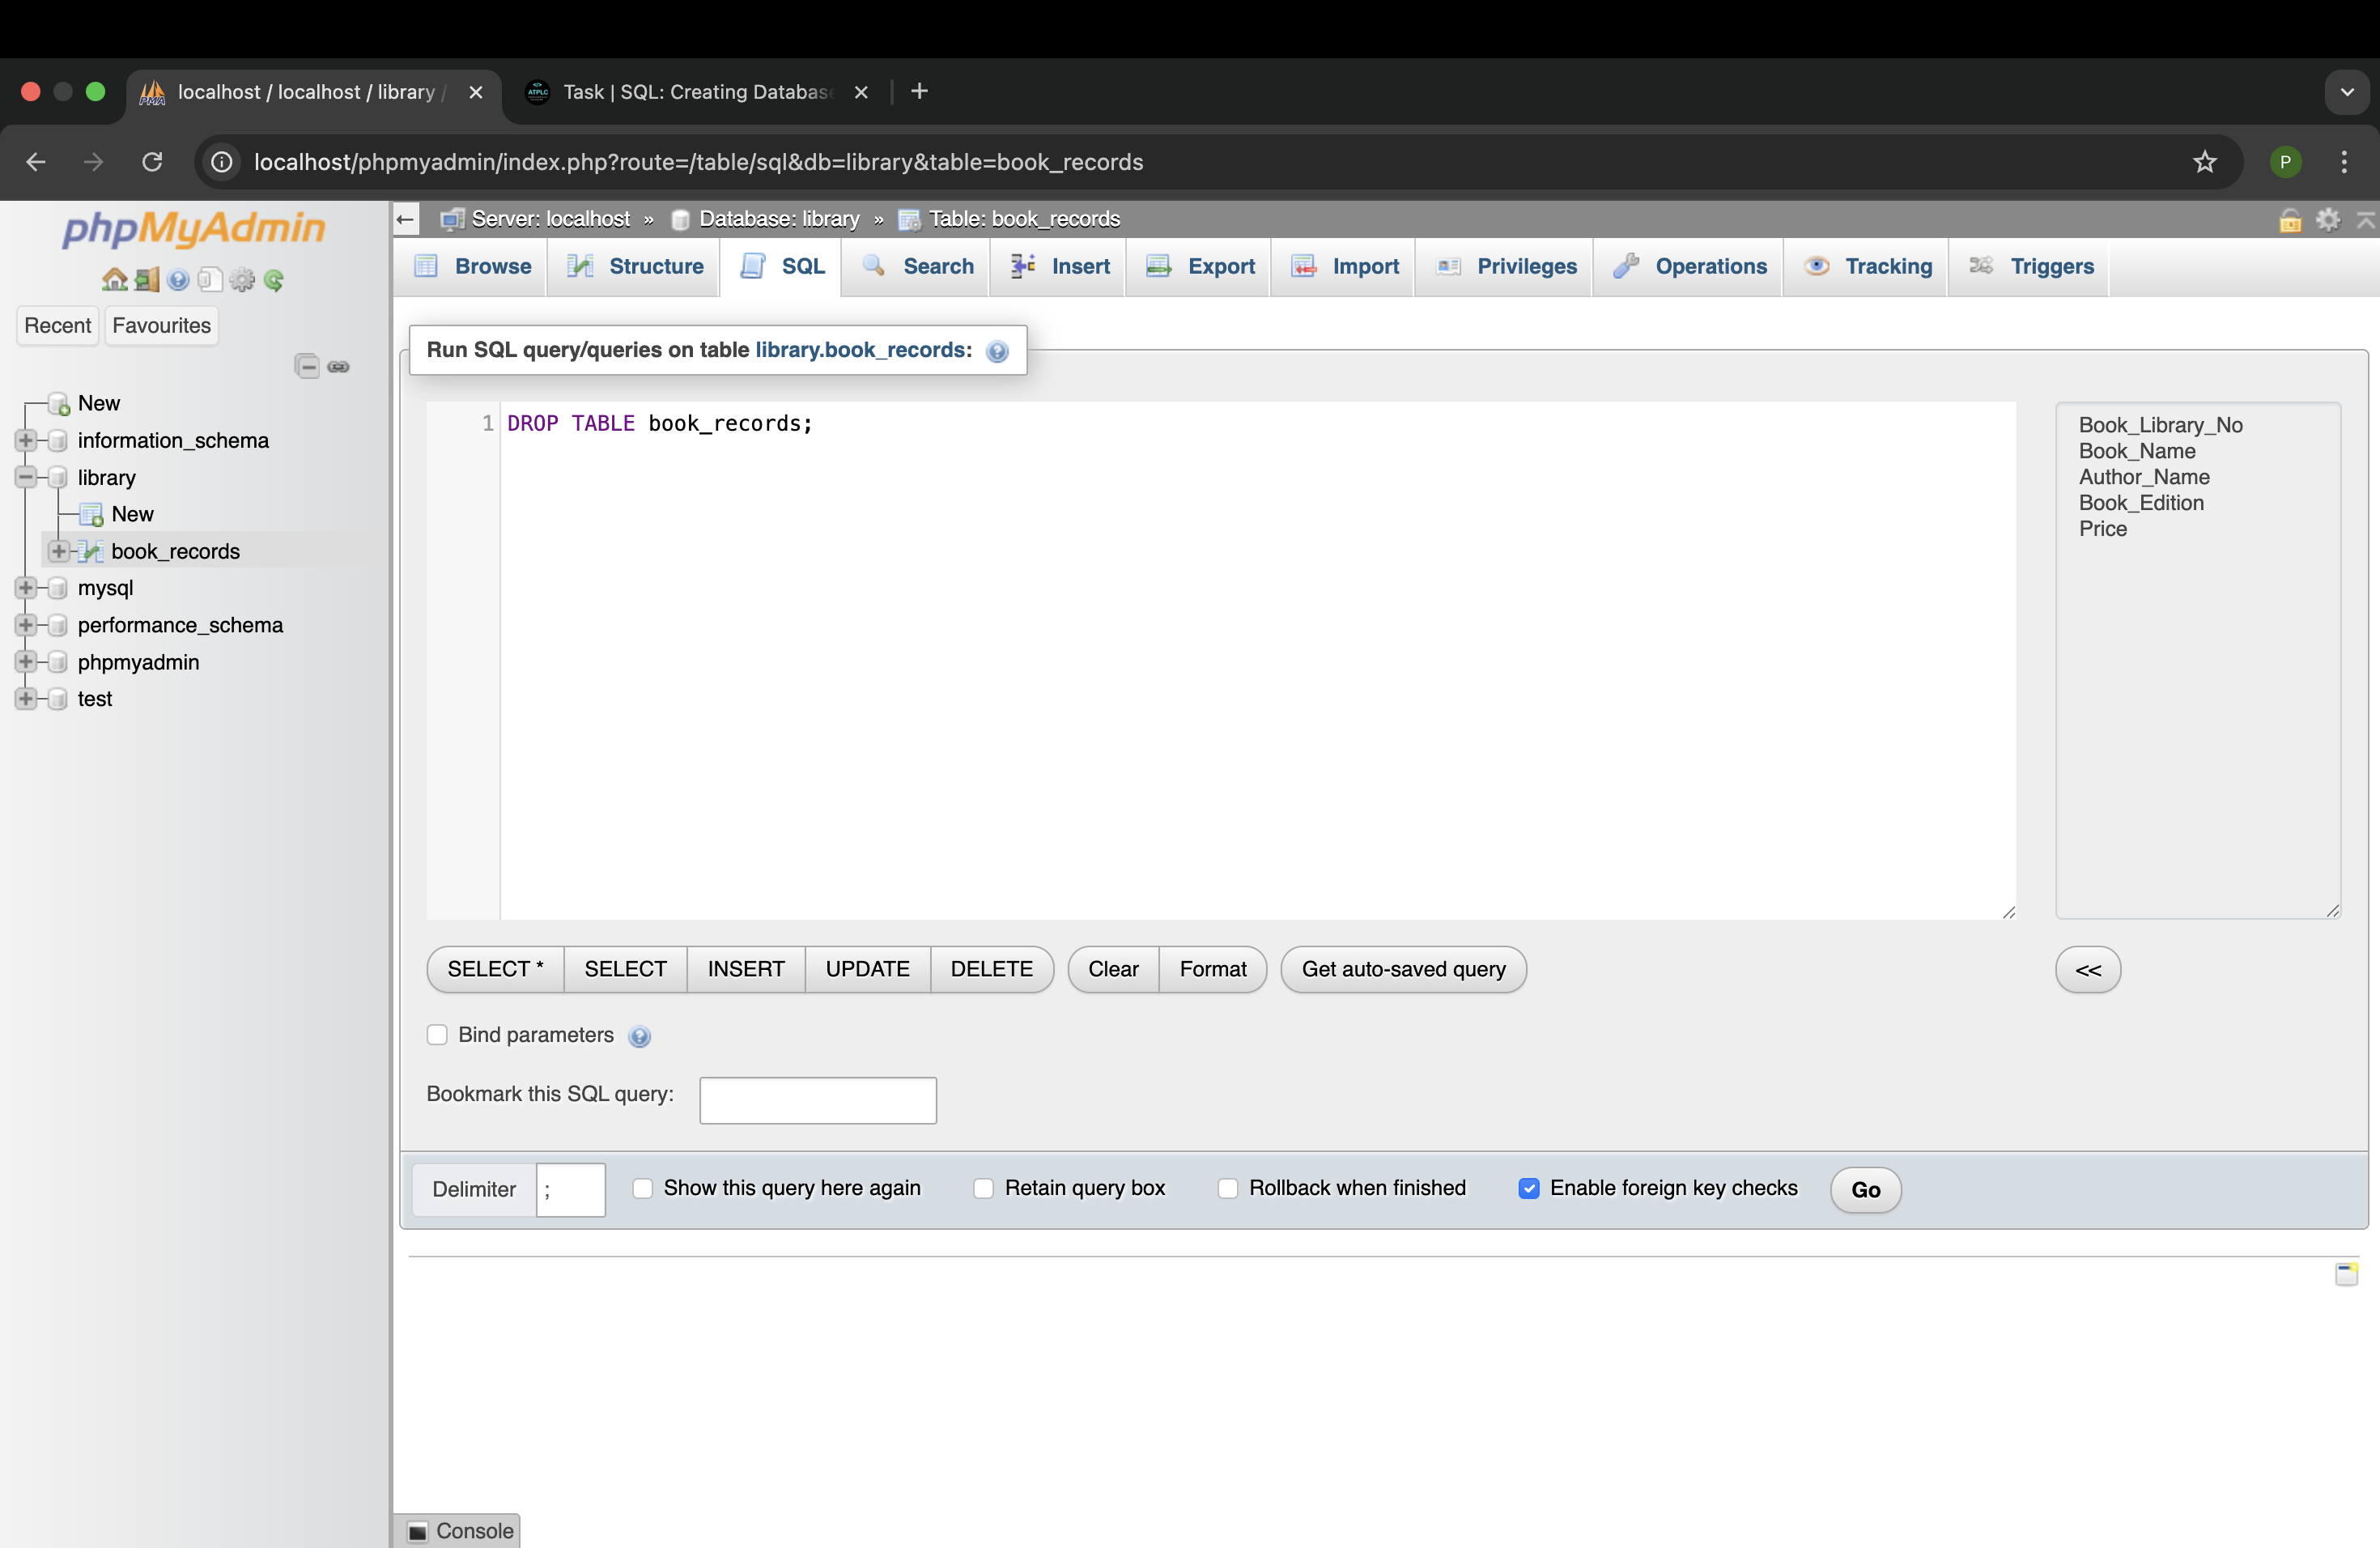 localhost / localhost / library /
Task | SQL: Creating Databas
localhost/phpmyadmin/index.php?route=/table/sql&db=library&table=book_records
P
phpMyAdmin
Recent Favourites
New
information_schema
library
New
book_records
mysql
performance_schema
phpmyadmin
test
Server: localhost » Database: library » Table: book_records
Browse Structure SQL Search Insert Export Import Privileges Operations Tracking Triggers
Run SQL query/queries on table library.book_records:
1 DROP TABLE book_records;
Book_Library_No
Book_Name
Author_Name
Book_Edition
Price
SELECT * SELECT INSERT UPDATE DELETE Clear Format Get auto-saved query <<
Bind parameters
Bookmark this SQL query:
Delimiter ; Show this query here again Retain query box Rollback when finished Enable foreign key checks Go
Console